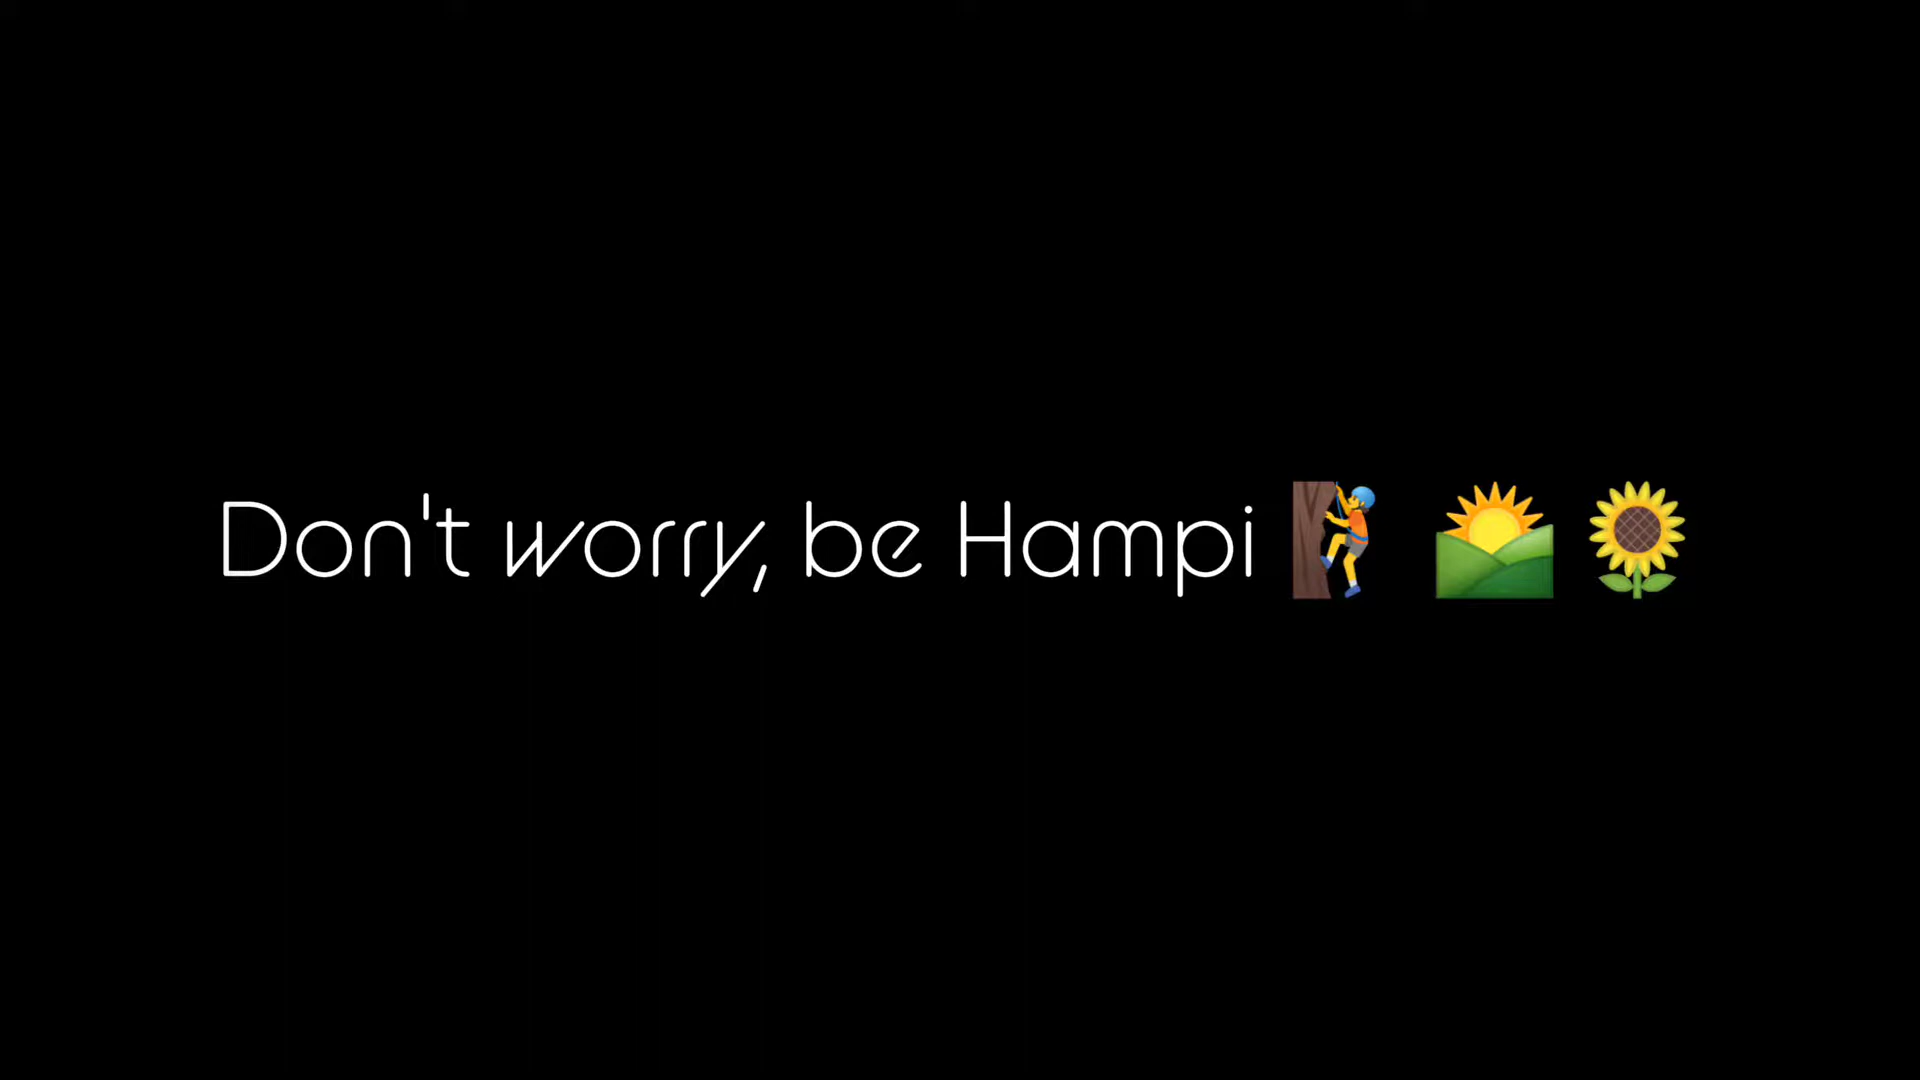 Don't worry, be Hampi 🧗 🌄 🌻